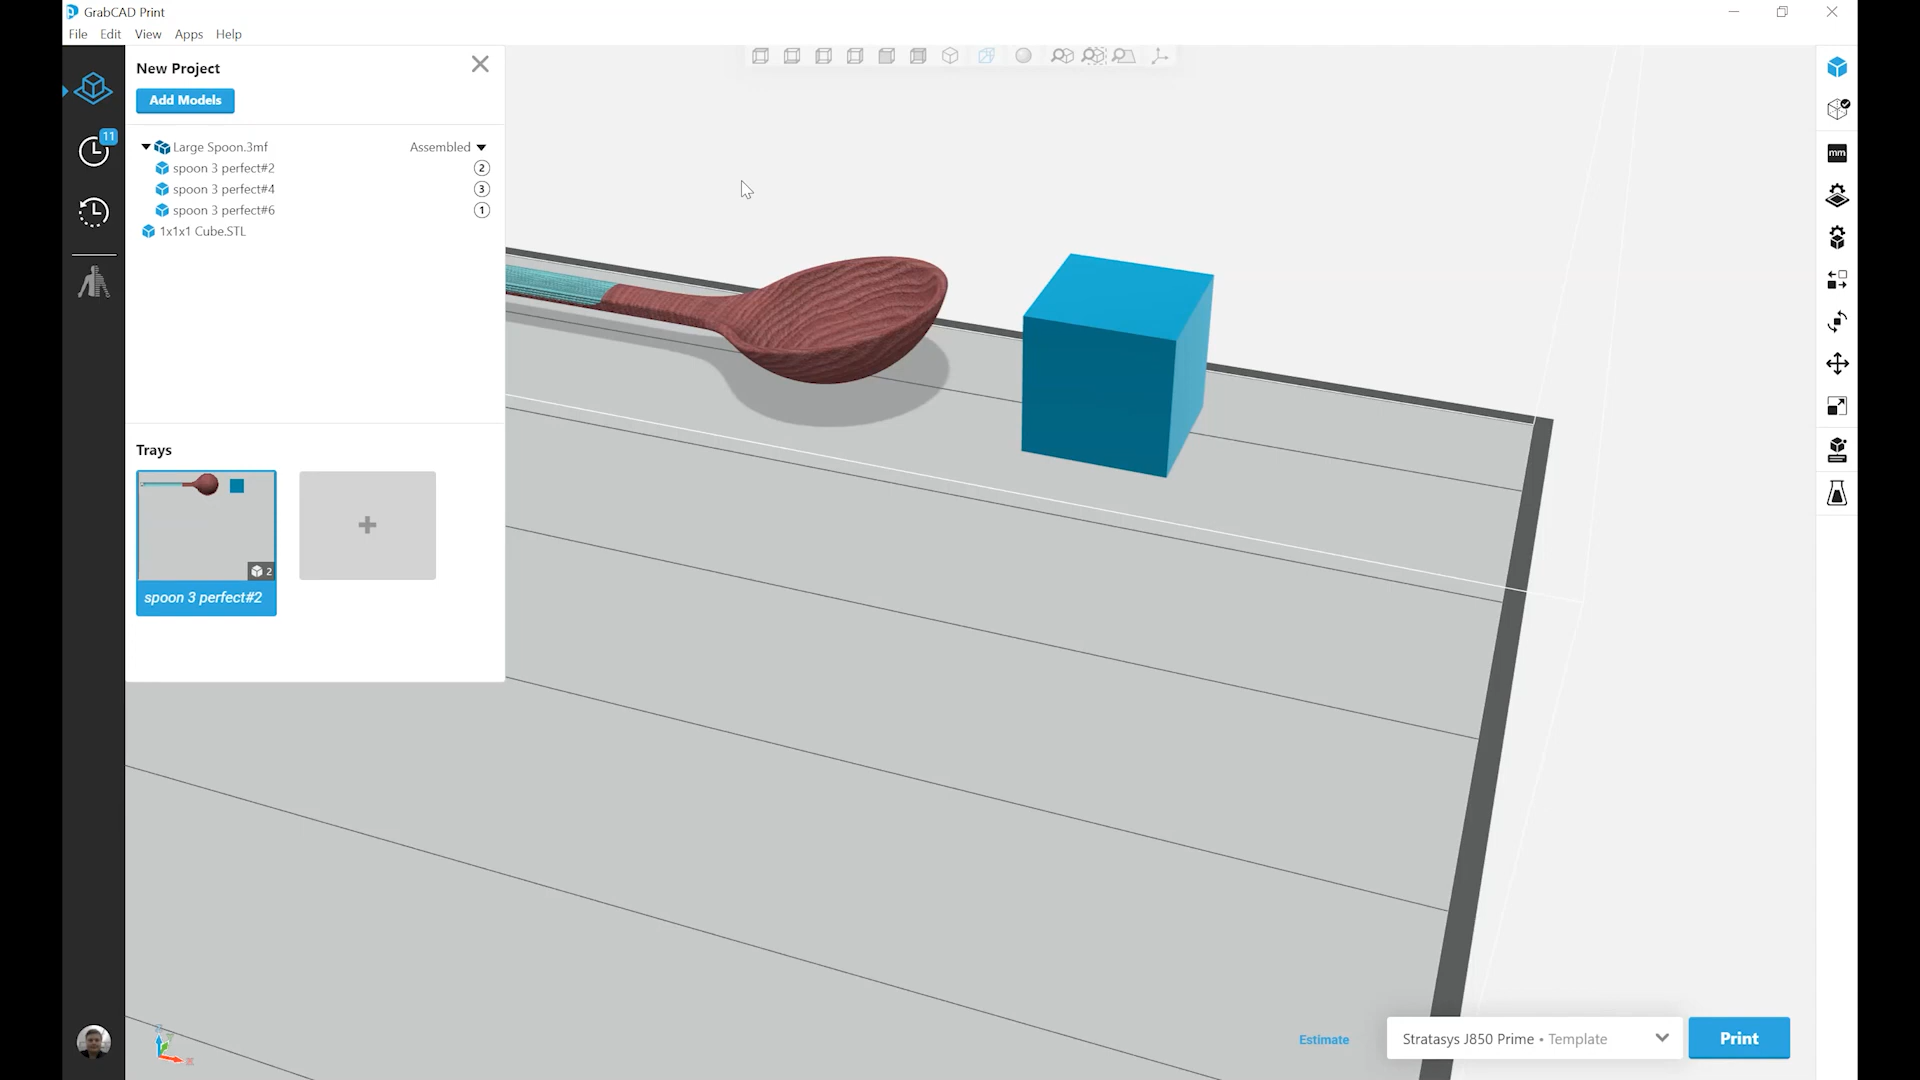 GrabCAD Print
File Edit View Apps Help
New Project
Add Models
11
Large Spoon.3mf Assembled
spoon 3 perfect#2 2
spoon 3 perfect#4 3
spoon 3 perfect#6 1
1x1x1 Cube.STL
mm
Trays
2
spoon 3 perfect#2
Estimate
Stratasys J850 Prime • Template
Print